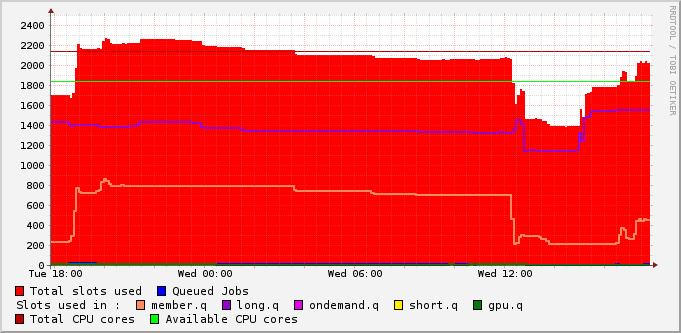 RRDTOOL / TOBI OETIKER
2400
2200
2000
1800
1600
1400
1200
1000
800
600
400
200
0
Tue 18:00 Wed 00:00 Wed 06:00 Wed 12:00
Total slots used Queued Jobs
Slots used in : member.q long.q ondemand.q short.q gpu.q
Total CPU cores Available CPU cores